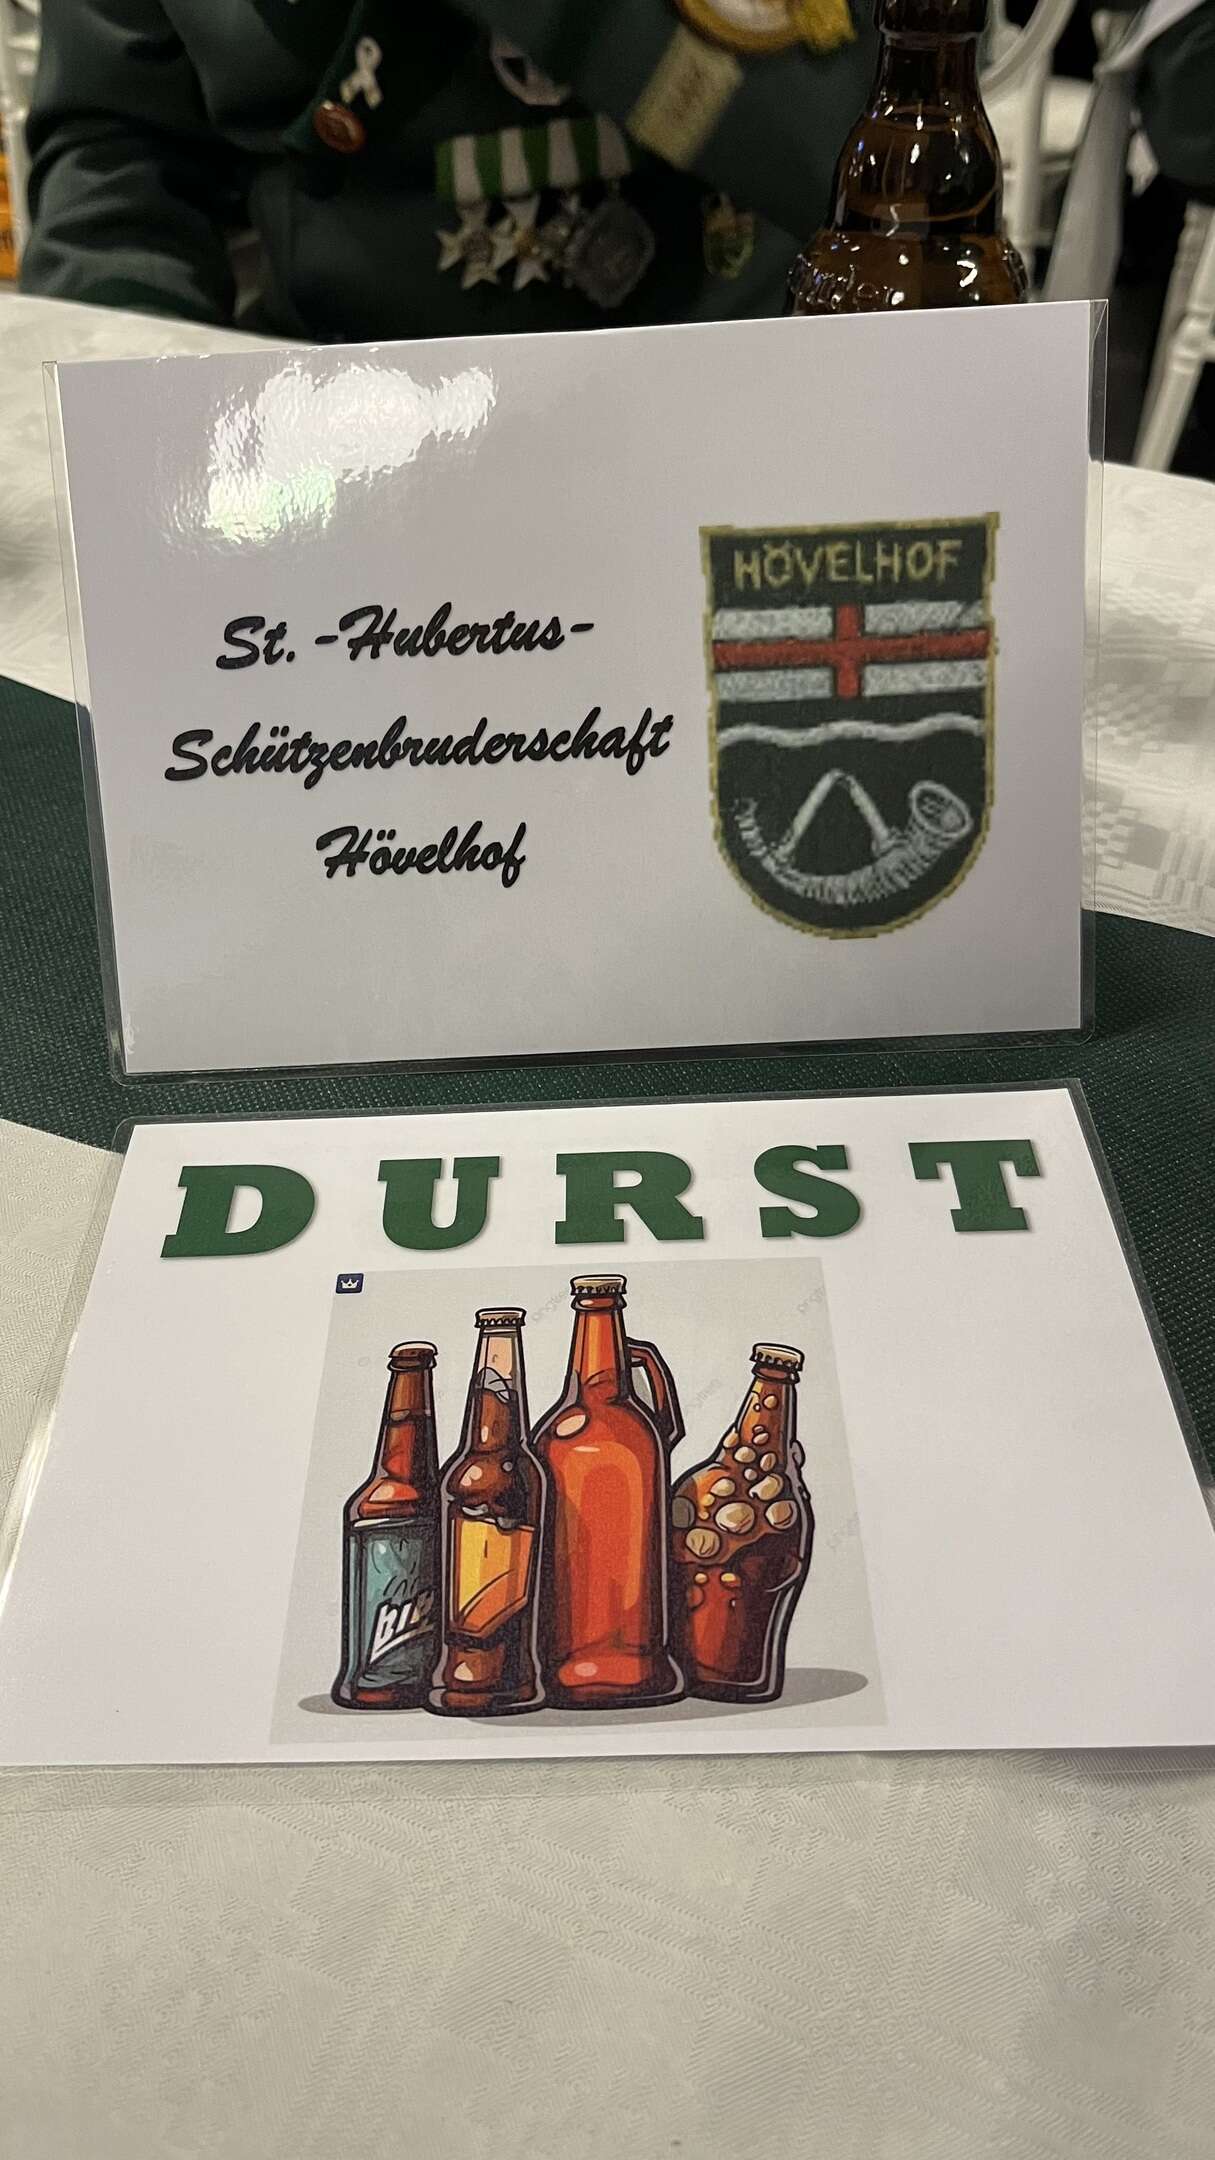 St. -Hubertus-
Schützenbruderschaft
Hövelhof
HÖVELHOF
DURST